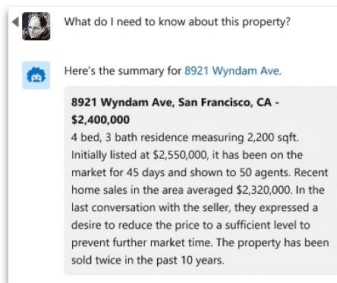 What do I need to know about this property?
Here's the summary for 8921 Wyndam Ave.
8921 Wyndam Ave, San Francisco, CA -
$2,400,000
4 bed, 3 bath residence measuring 2,200 sqft.
Initially listed at $2,550,000, it has been on the
market for 45 days and shown to 50 agents. Recent
home sales in the area averaged $2,320,000. In the
last conversation with the seller, they expressed a
desire to reduce the price to a sufficient level to
prevent further market time. The property has been
sold twice in the past 10 years.